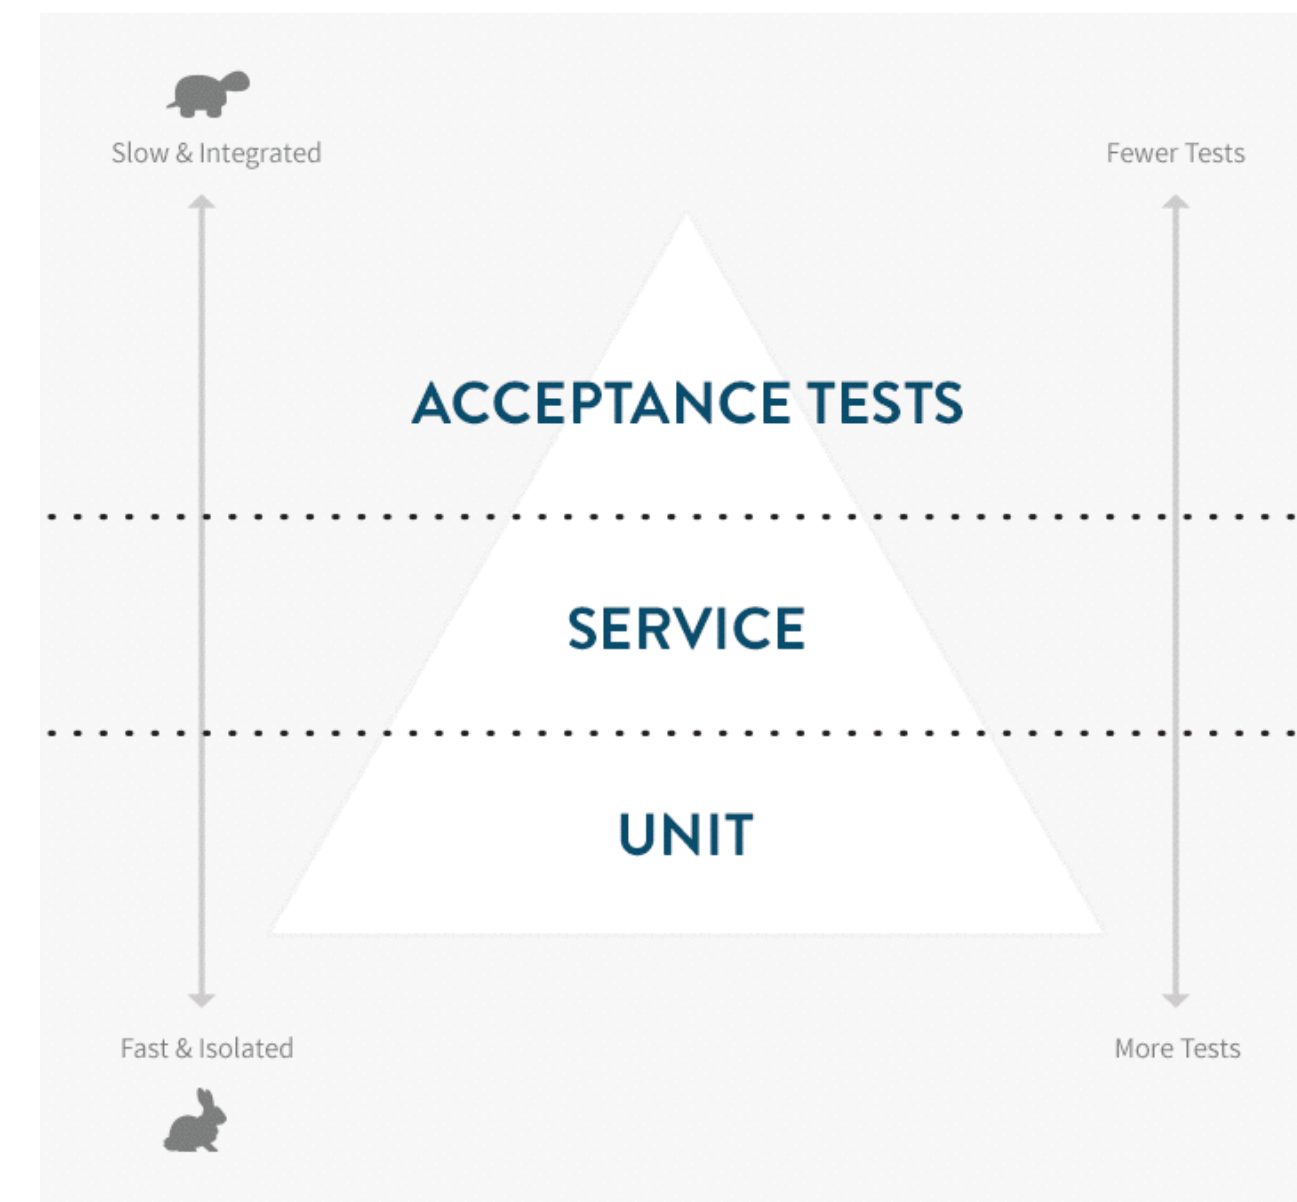 Slow & Integrated
Fewer Tests
ACCEPTANCE TESTS
SERVICE
UNIT
Fast & Isolated
More Tests